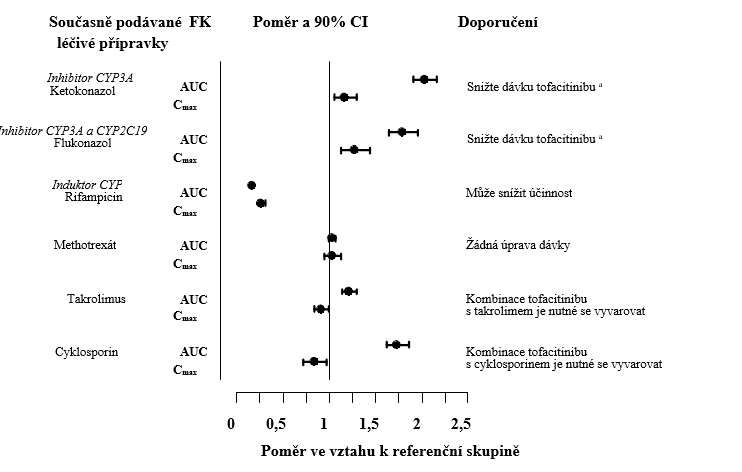 Současně podávané FK Poměr a 90% CI Doporučení
léčivé přípravky
Inhibitor CYP3A
Ketokonazol AUC Snižte dávku tofacitinibu ª
Cmax
Inhibitor CYP3A a CYP2C19
Flukonazol AUC Snižte dávku tofacitinibu ª
Cmax
Induktor CYP
Rifampicin AUC Může snížit účinnost
Cmax
Methotrexát AUC Žádná úprava dávky
Cmax
Takrolimus AUC Kombinace tofacitinibu
s takrolimem je nutné se vyvarovat
Cmax
Cyklosporin AUC Kombinace tofacitinibu
s cyklosporinem je nutné se vyvarovat
Cmax
0 0,5 1 1,5 2 2,5
Poměr ve vztahu k referenční skupině